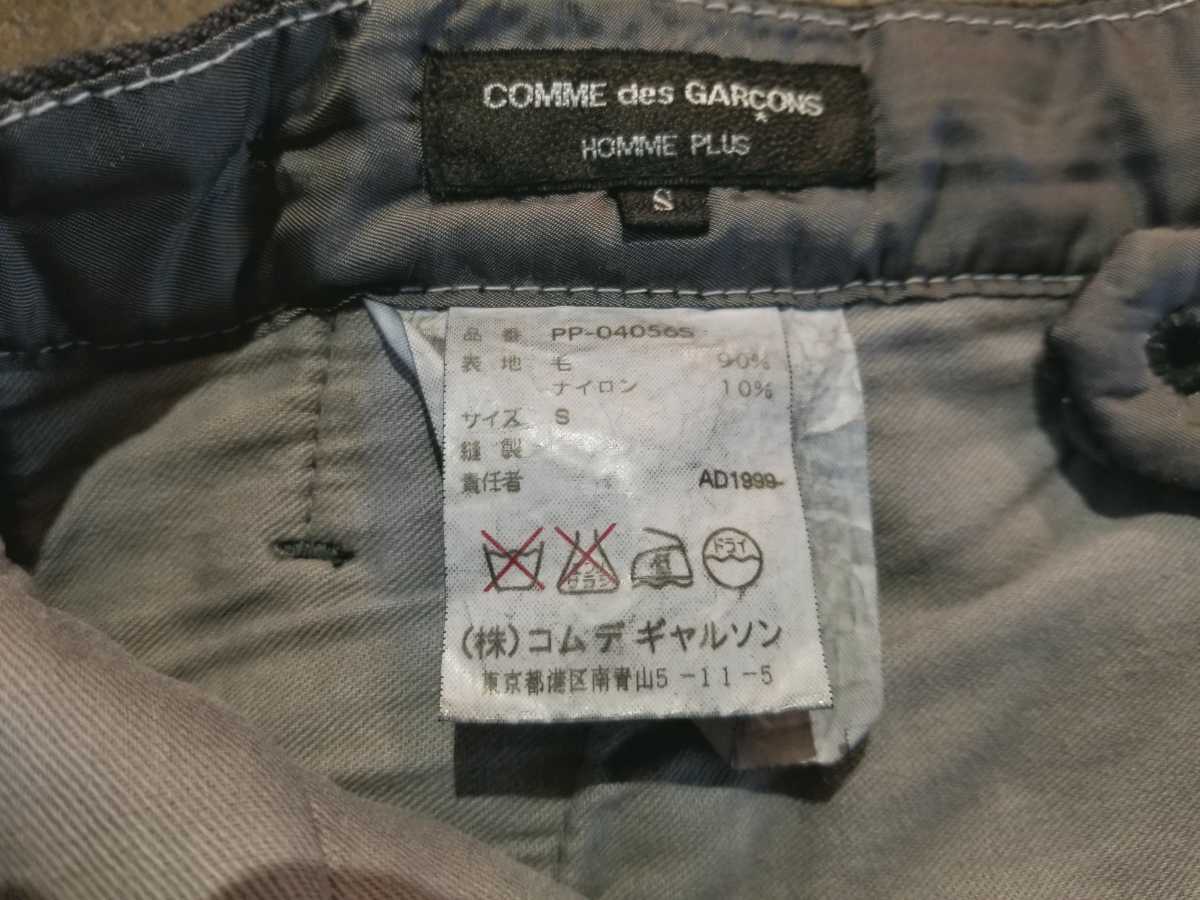 COMME des GARÇONS
HOMME PLUS
S
品番 PP-04056S
表地 毛 90%
ナイロン 10%
サイズ S
縫製
責任者 AD1999
ドライ
(株)コム デ ギャルソン
東京都港区南青山5-11-5